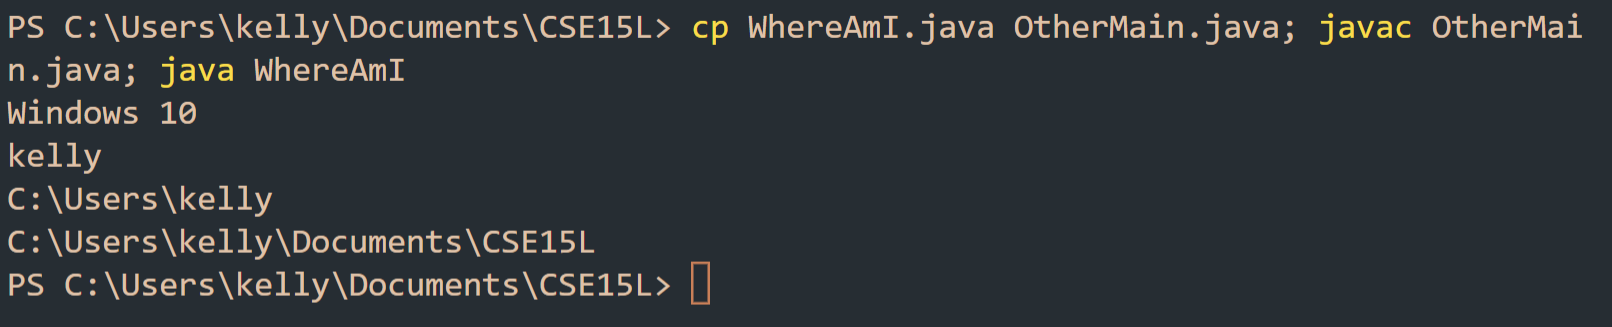 PS C:\Users\kelly\Documents\CSE15L> cp WhereAmI.java OtherMain.java; javac OtherMai
n.java; java WhereAmI
Windows 10
kelly
C:\Users\kelly
C:\Users\kelly\Documents\CSE15L
PS C:\Users\kelly\Documents\CSE15L>